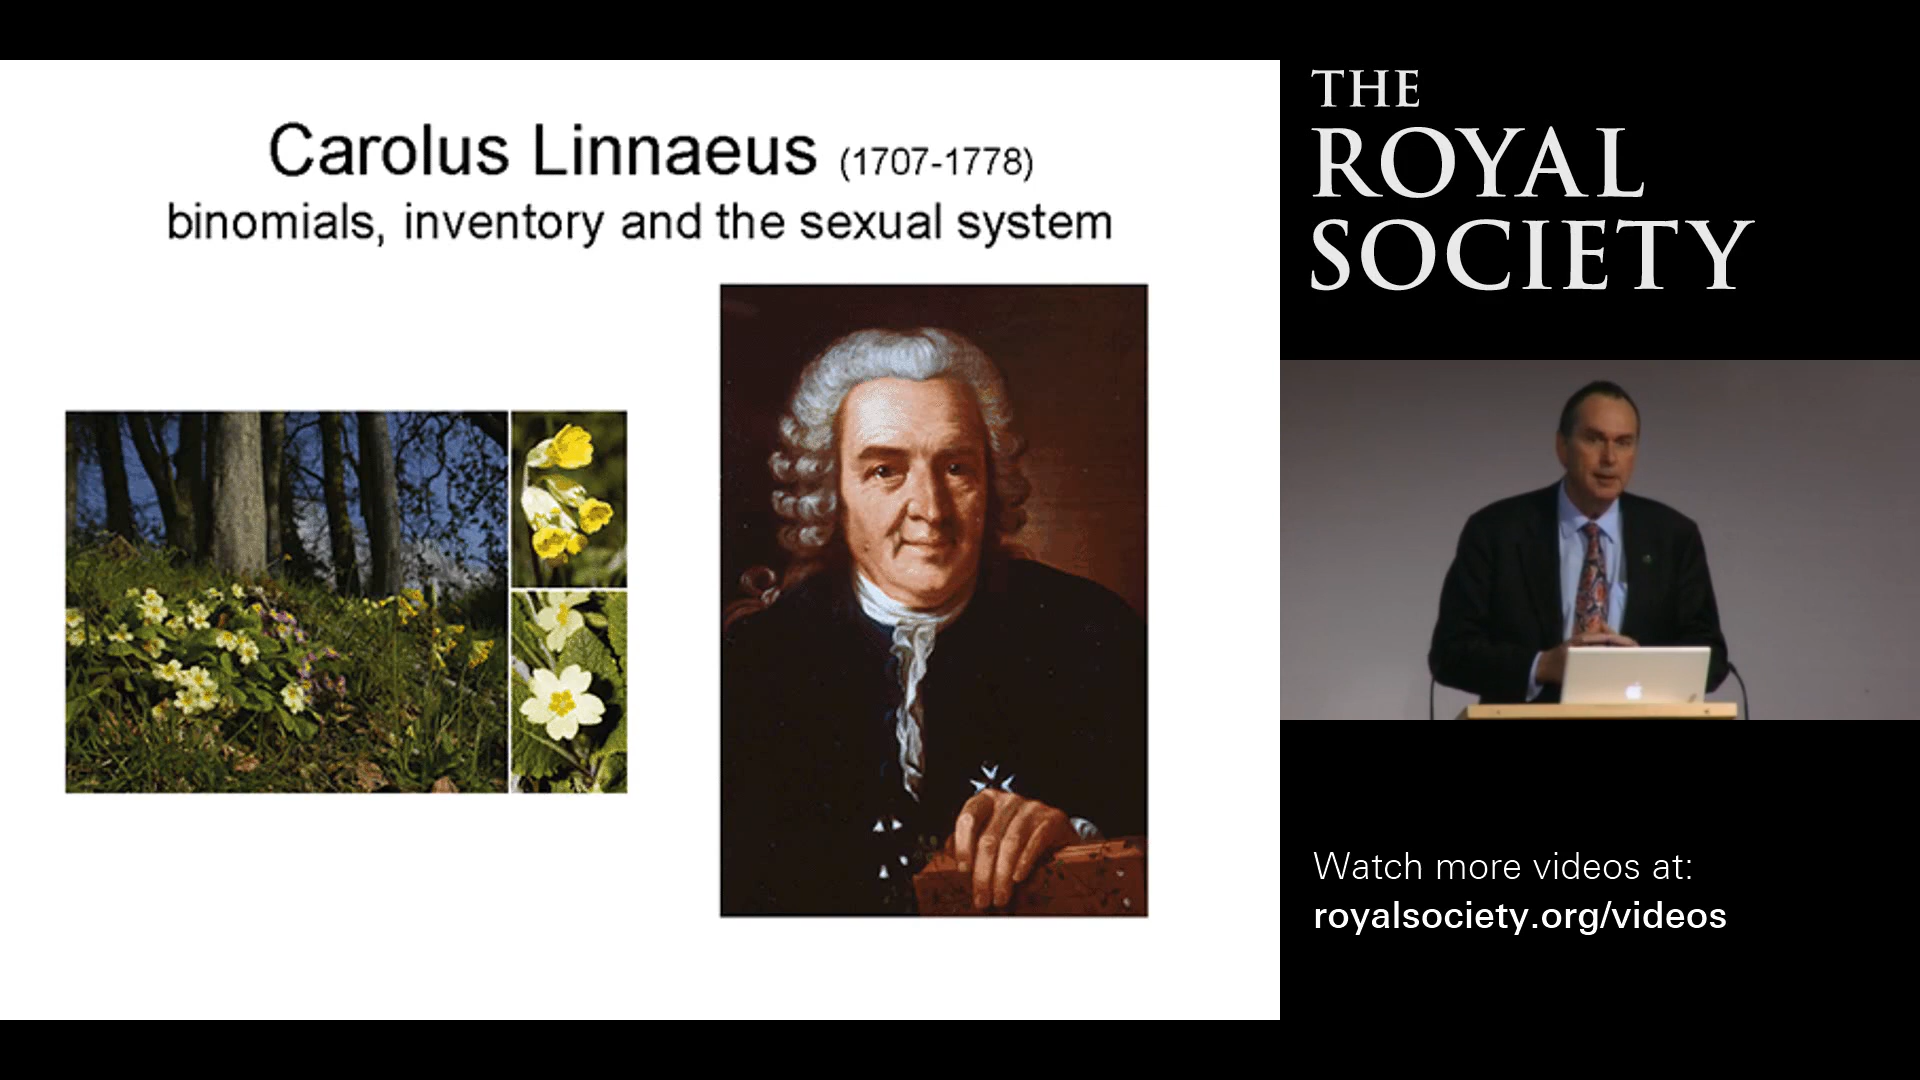 Carolus Linnaeus (1707-1778)
binomials, inventory and the sexual system
THE
ROYAL
SOCIETY
Watch more videos at:
royalsociety.org/videos